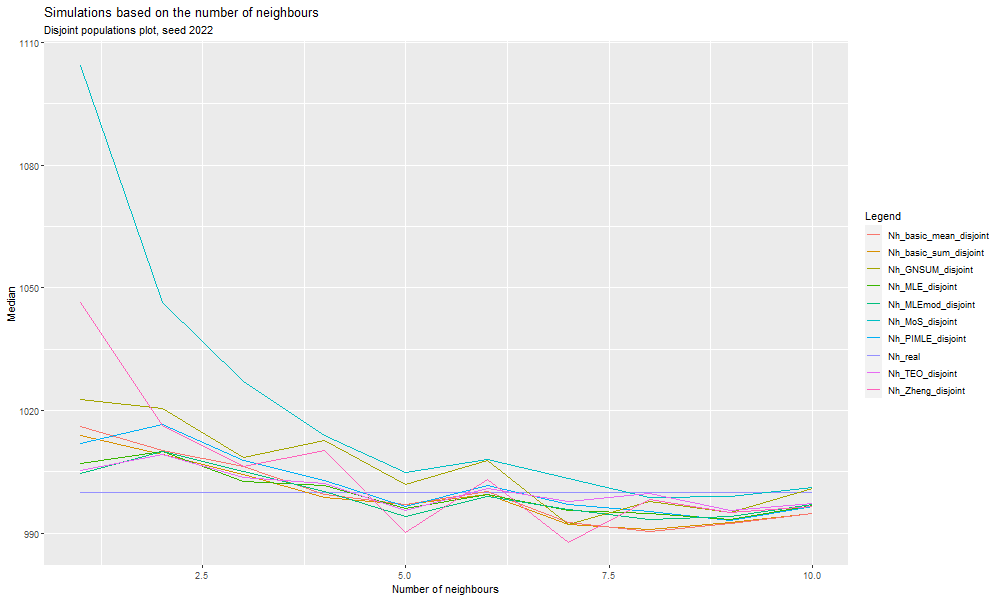 Simulations based on the number of neighbours
Disjoint populations plot, seed 2022
1110
1080
1050
1020
990
Median
2.5
5.0
7.5
10.0
Number of neighbours
Legend
Nh_basic_mean_disjoint
Nh_basic_sum_disjoint
Nh_GNSUM_disjoint
Nh_MLE_disjoint
Nh_MLEmod_disjoint
Nh_MoS_disjoint
Nh_PIMLE_disjoint
Nh_real
Nh_TEO_disjoint
Nh_Zheng_disjoint